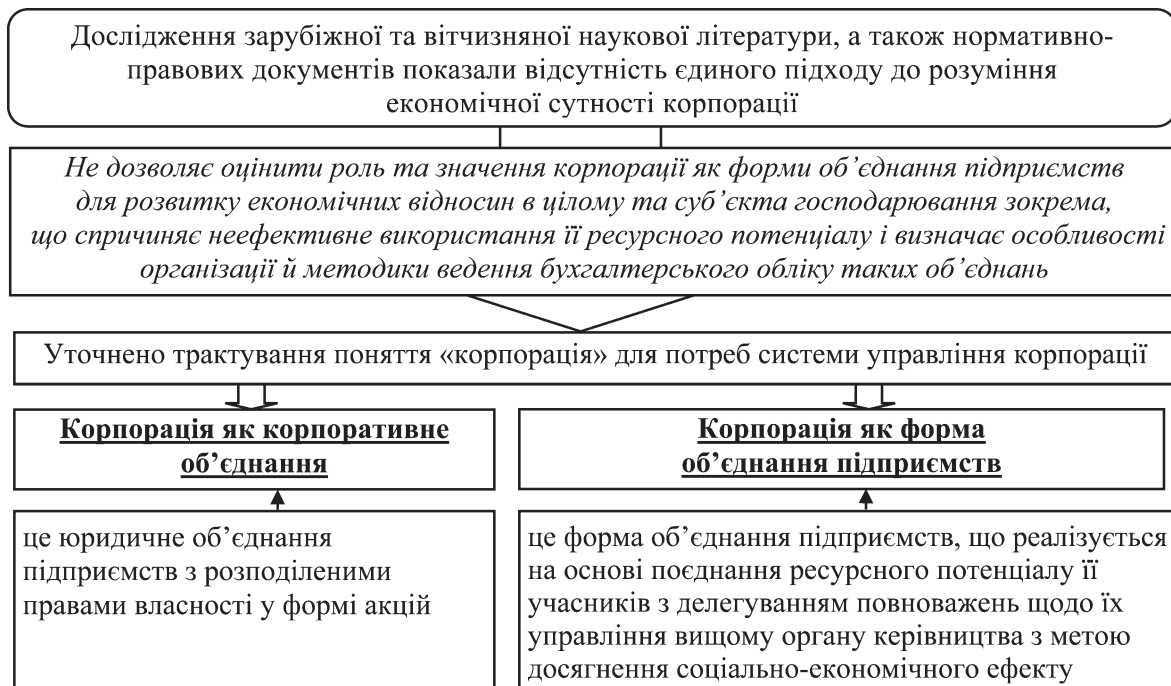 Дослідження зарубіжної та вітчизняної наукової літератури, а також нормативно-
правових документів показали відсутність єдиного підходу до розуміння
економічної сутності корпорації
Не дозволяє оцінити роль та значення корпорації як форми об’єднання підприємств
для розвитку економічних відносин в цілому та суб’єкта господарювання зокрема,
що спричиняє неефективне використання її ресурсного потенціалу і визначає особливості
організації й методики ведення бухгалтерського обліку таких об’єднань
Уточнено трактування поняття «корпорація» для потреб системи управління корпорації
Корпорація як корпоративне
об’єднання
це юридичне об’єднання
підприємств з розподіленими
правами власності у формі акцій
Корпорація як форма
об’єднання підприємств
це форма об’єднання підприємств, що реалізується
на основі поєднання ресурсного потенціалу її
учасників з делегуванням повноважень щодо їх
управління вищому органу керівництва з метою
досягнення соціально-економічного ефекту